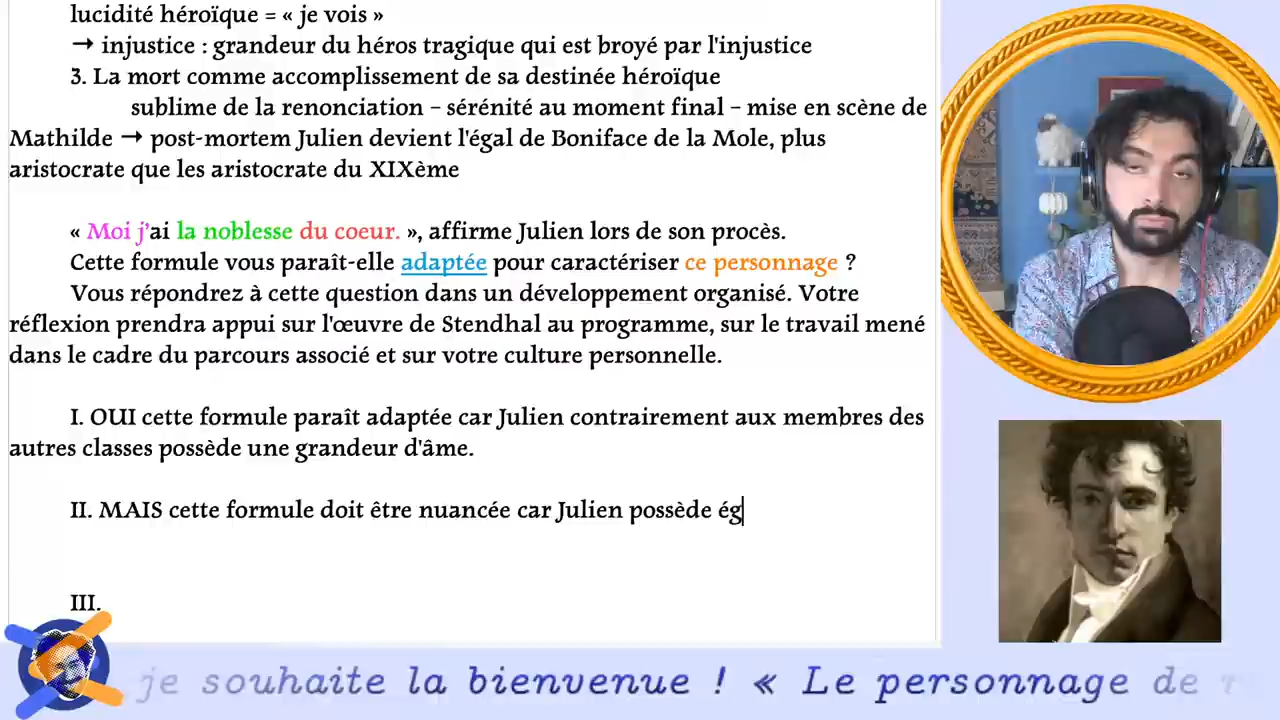 lucidité héroïque = « je vois »
→ injustice : grandeur du héros tragique qui est broyé par l'injustice
3. La mort comme accomplissement de sa destinée héroïque
sublime de la renonciation – sérénité au moment final – mise en scène de
Mathilde → post-mortem Julien devient l'égal de Boniface de la Mole, plus
aristocrate que les aristocrate du XIXème
« Moi j'ai la noblesse du coeur. », affirme Julien lors de son procès.
Cette formule vous paraît-elle adaptée pour caractériser ce personnage ?
Vous répondrez à cette question dans un développement organisé. Votre
réflexion prendra appui sur l'œuvre de Stendhal au programme, sur le travail mené
dans le cadre du parcours associé et sur votre culture personnelle.
I. OUI cette formule paraît adaptée car Julien contrairement aux membres des
autres classes possède une grandeur d'âme.
II. MAIS cette formule doit être nuancée car Julien possède ég
III.
je souhaite la bienvenue ! « Le personnage de